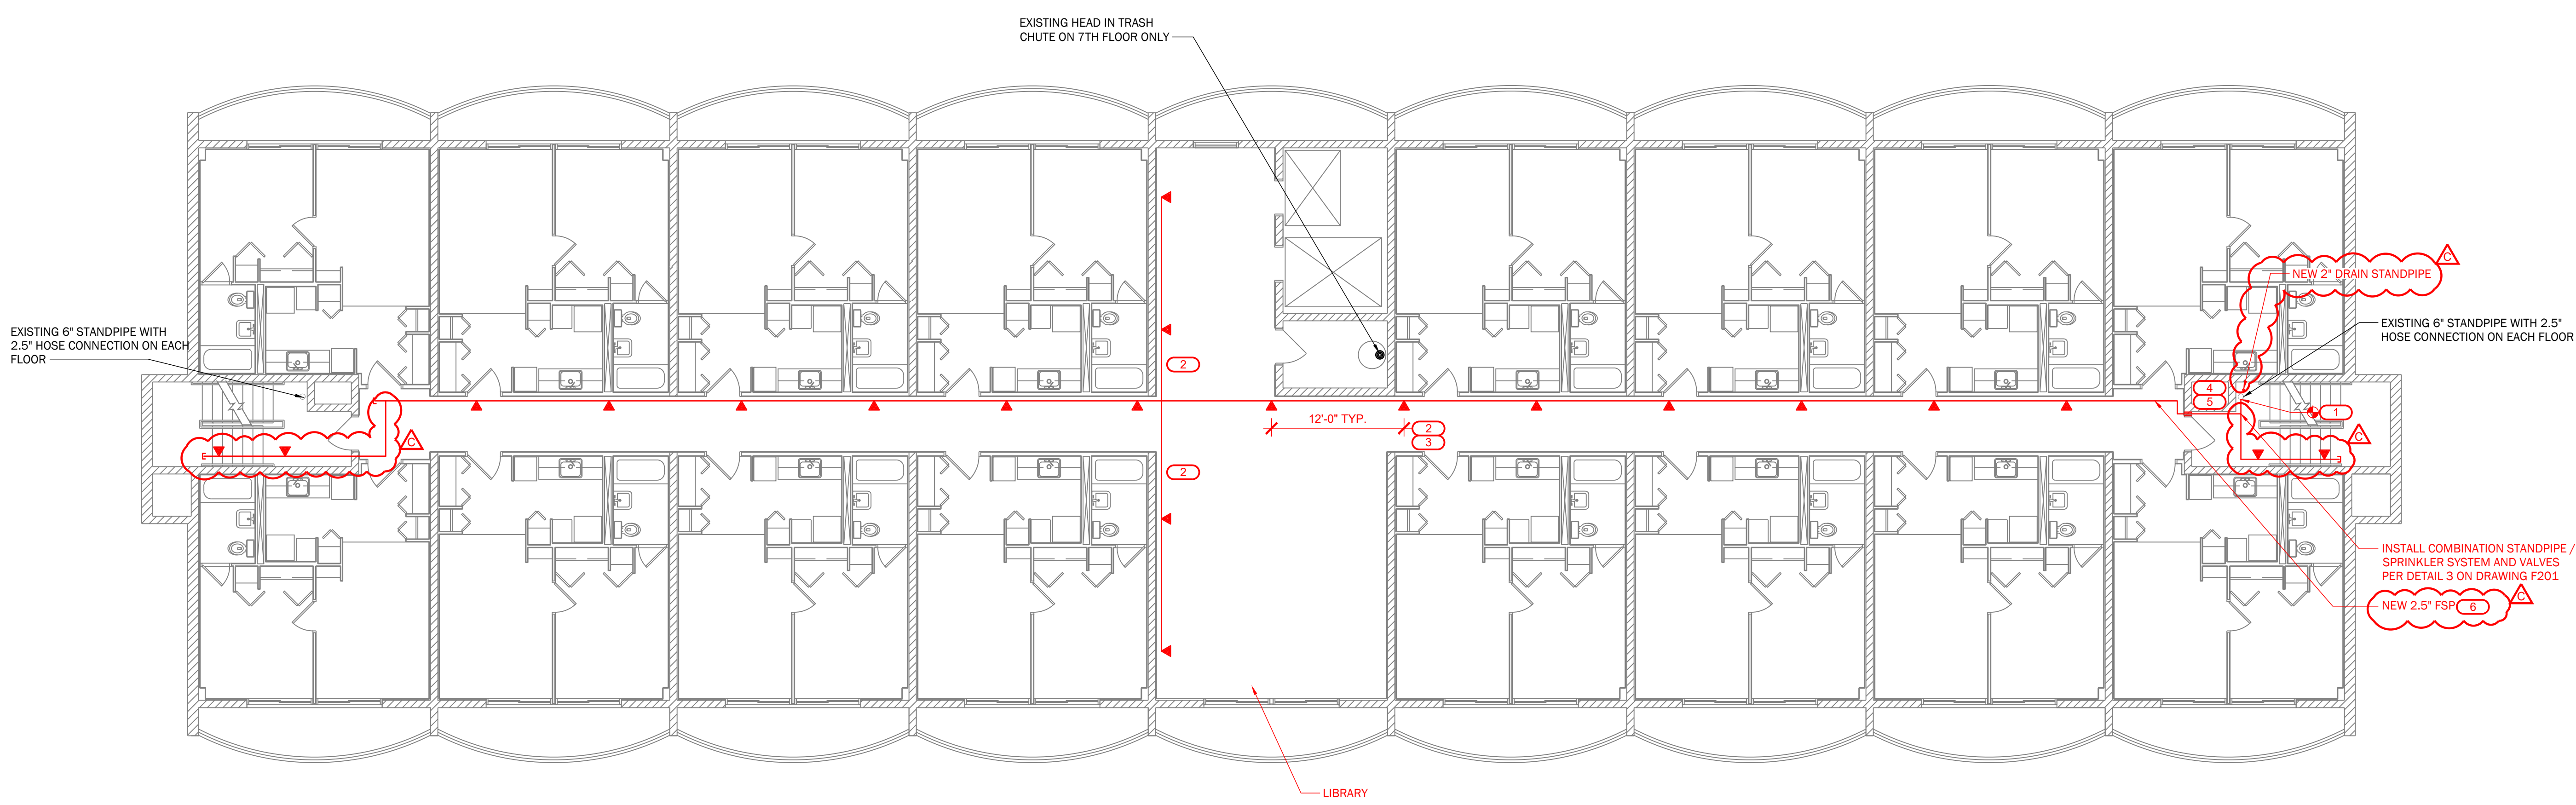 EXISTING HEAD IN TRASH
CHUTE ON 7TH FLOOR ONLY
C
NEW 2" DRAIN STANDPIPE
EXISTING 6" STANDPIPE WITH
2.5" HOSE CONNECTION ON EACH
FLOOR
EXISTING 6" STANDPIPE WITH 2.5"
HOSE CONNECTION ON EACH FLOOR
2
4
5
1
12'-0" TYP.
2
3
C
C
2
INSTALL COMBINATION STANDPIPE /
SPRINKLER SYSTEM AND VALVES
PER DETAIL 3 ON DRAWING F201
C
NEW 2.5" FSP 6
LIBRARY